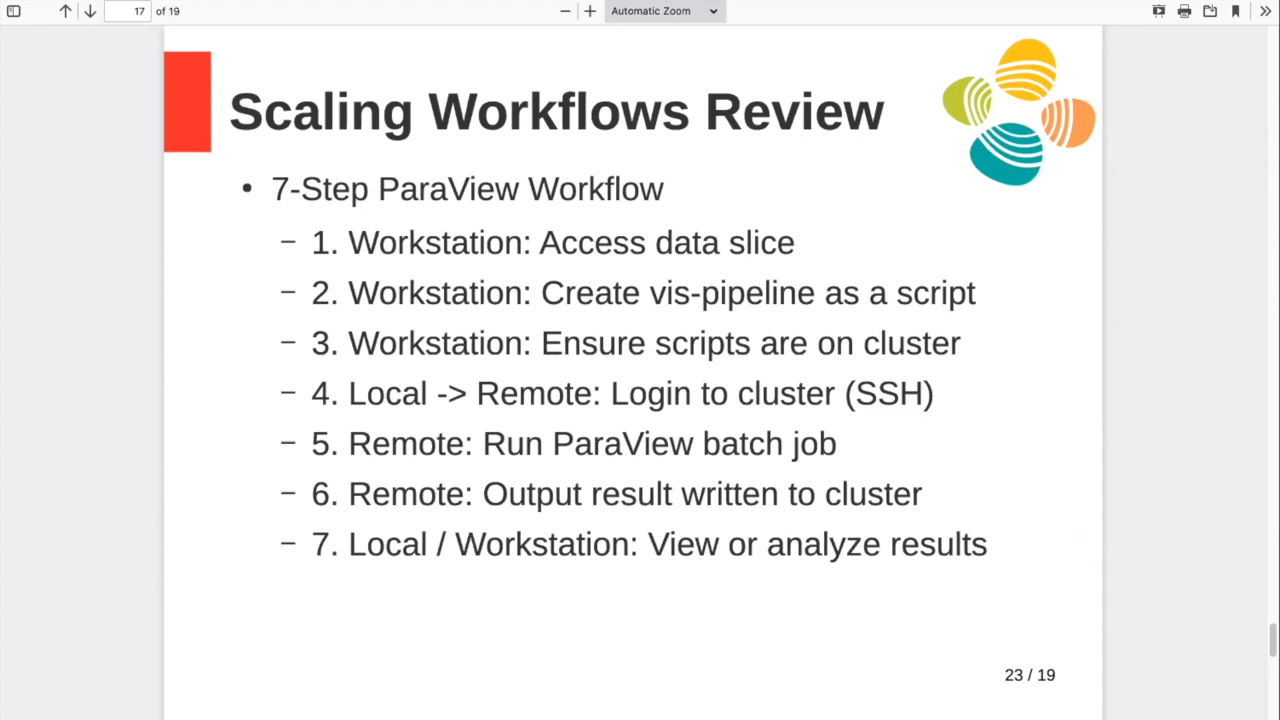 17 of 19 Automatic Zoom
Scaling Workflows Review
• 7-Step ParaView Workflow
– 1. Workstation: Access data slice
– 2. Workstation: Create vis-pipeline as a script
– 3. Workstation: Ensure scripts are on cluster
– 4. Local -> Remote: Login to cluster (SSH)
– 5. Remote: Run ParaView batch job
– 6. Remote: Output result written to cluster
– 7. Local / Workstation: View or analyze results
23 / 19